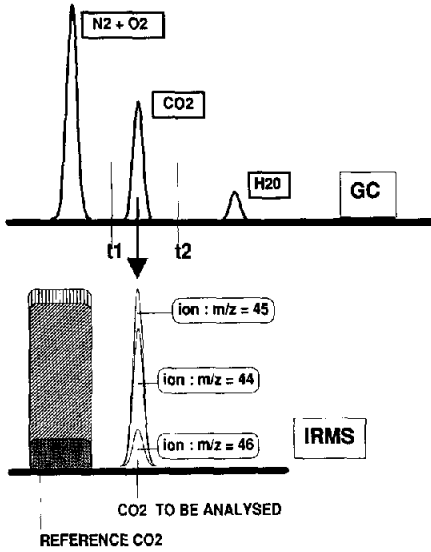 N2 + O2
CO2
H20
GC
t1
t2
ion : m/z = 45
ion : m/z = 44
ion : m/z = 46
IRMS
CO2 TO BE ANALYSED
REFERENCE CO2